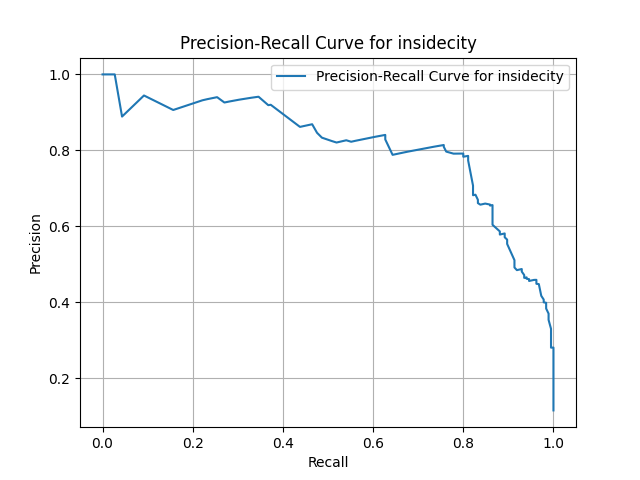 Precision-Recall Curve for insidecity
Precision-Recall Curve for insidecity
1.0
0.8
0.6
0.4
0.2
Precision
0.0 0.2 0.4 0.6 0.8 1.0
Recall